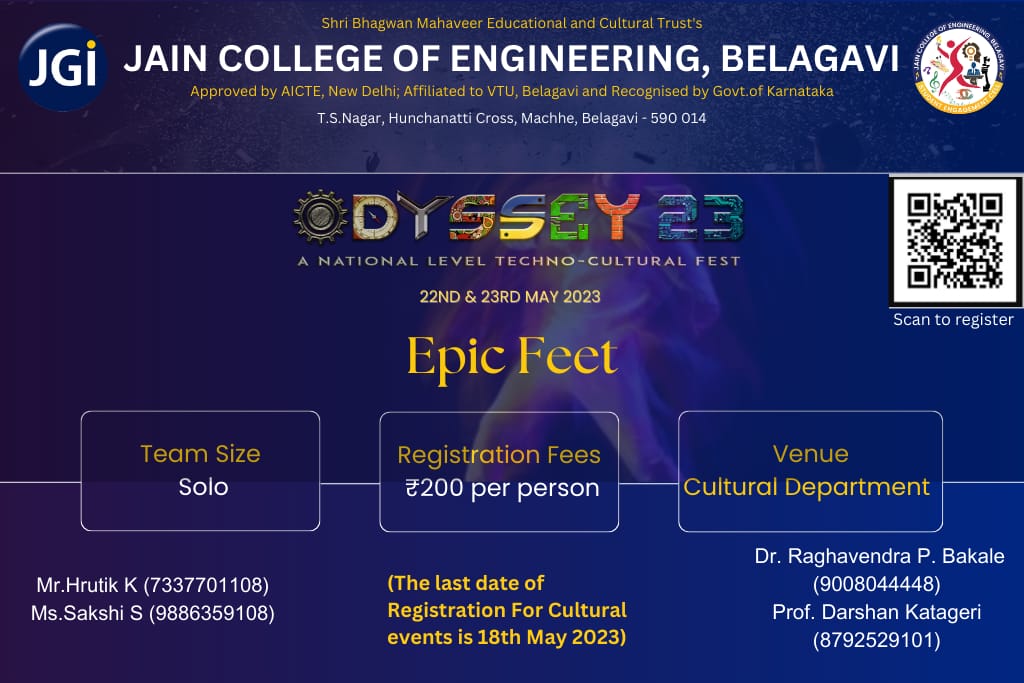 Shri Bhagwan Mahaveer Educational and Cultural Trust's
JGi
JAIN COLLEGE OF ENGINEERING, BELAGAVI
Approved by AICTE, New Delhi; Affiliated to VTU, Belagavi and Recognised by Govt.of Karnataka
T.S.Nagar, Hunchanatti Cross, Machhe, Belagavi - 590 014
JAIN COLLEGE OF ENGINEERING, BELAGAVI
STUDENT ENGAGEMENT CLUB
ODYSSEY 23
A NATIONAL LEVEL TECHNO-CULTURAL FEST
22ND & 23RD MAY 2023
Scan to register
Epic Feet
Team Size
Solo
Registration Fees
₹200 per person
Venue
Cultural Department
Mr.Hrutik K (7337701108)
Ms.Sakshi S (9886359108)
(The last date of
Registration For Cultural
events is 18th May 2023)
Dr. Raghavendra P. Bakale
(9008044448)
Prof. Darshan Katageri
(8792529101)